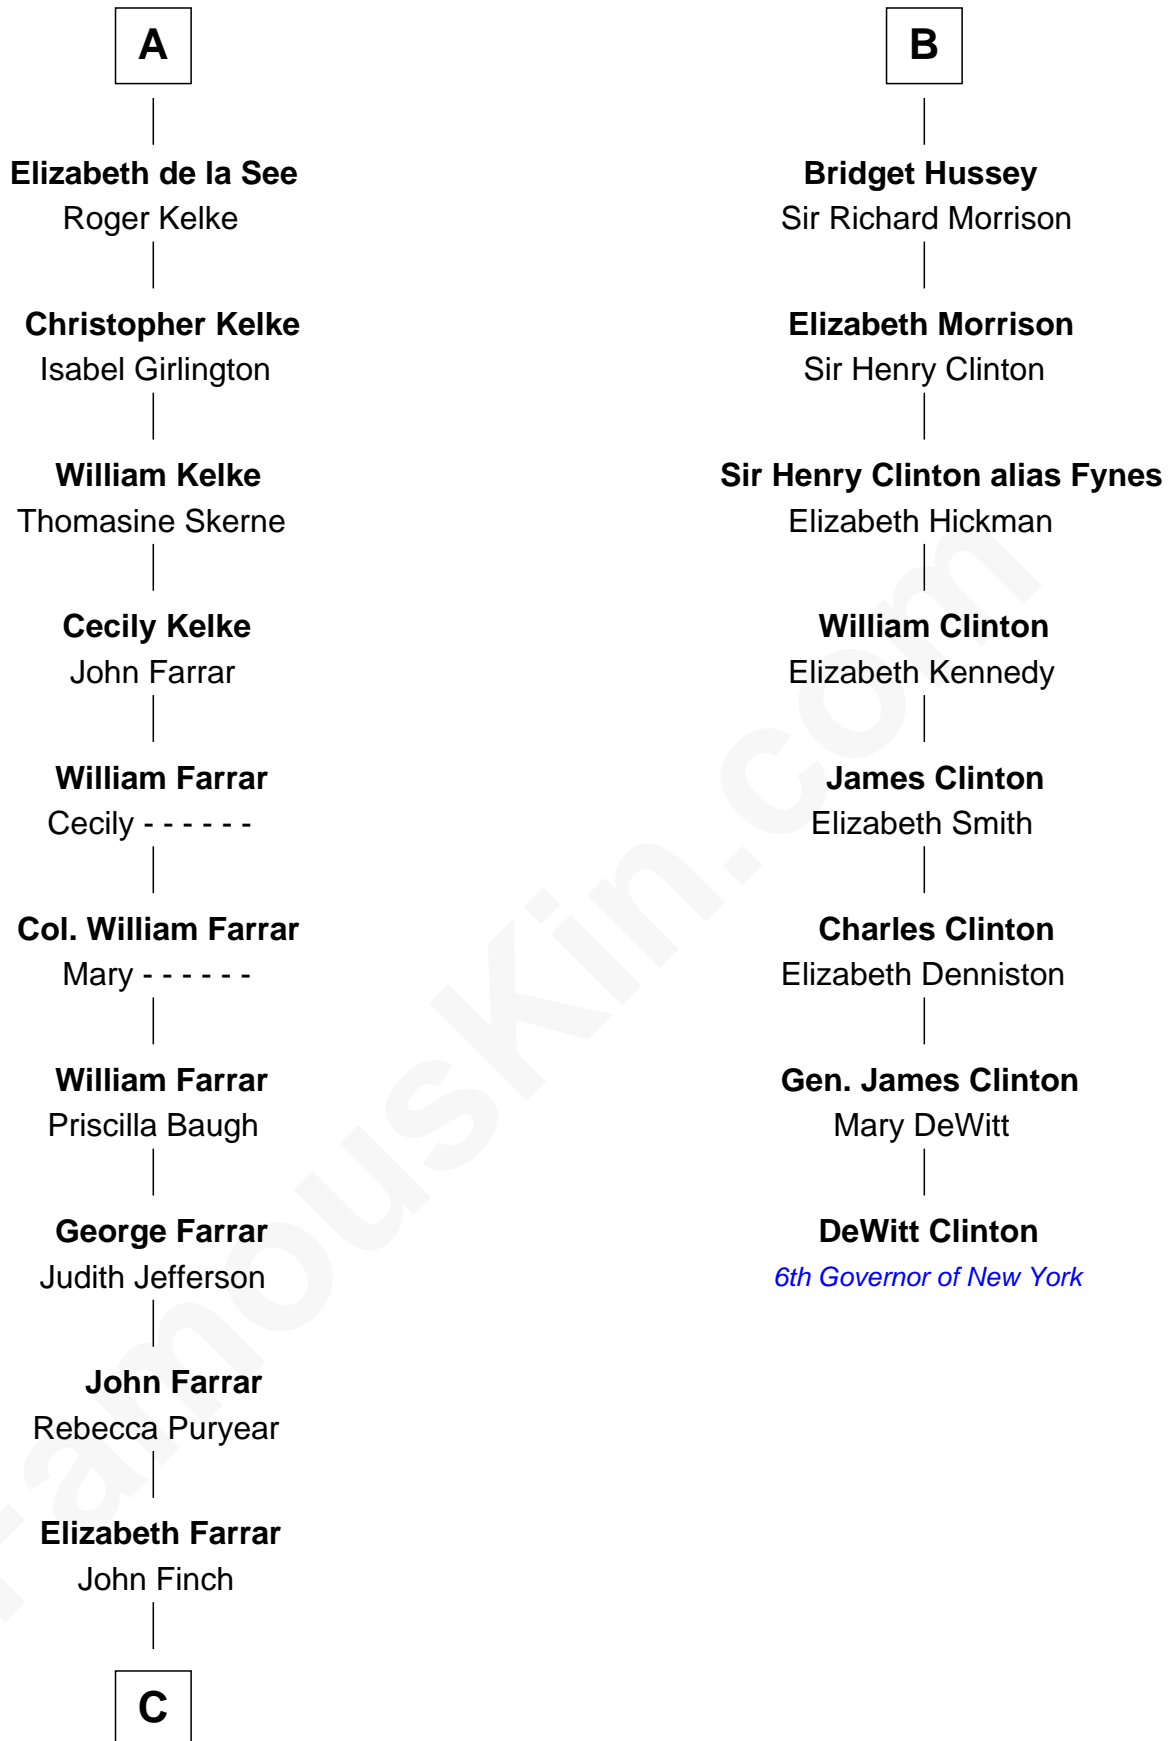 A
Elizabeth de la See
Roger Kelke
Christopher Kelke
Isabel Girlington
William Kelke
Thomasine Skerne
Cecily Kelke
John Farrar
William Farrar
Cecily - - - - - -
Col. William Farrar
Mary - - - - - -
William Farrar
Priscilla Baugh
George Farrar
Judith Jefferson
John Farrar
Rebecca Puryear
Elizabeth Farrar
John Finch
C
B
Bridget Hussey
Sir Richard Morrison
Elizabeth Morrison
Sir Henry Clinton
Sir Henry Clinton alias Fynes
Elizabeth Hickman
William Clinton
Elizabeth Kennedy
James Clinton
Elizabeth Smith
Charles Clinton
Elizabeth Denniston
Gen. James Clinton
Mary DeWitt
DeWitt Clinton
6th Governor of New York
FamousKin.com